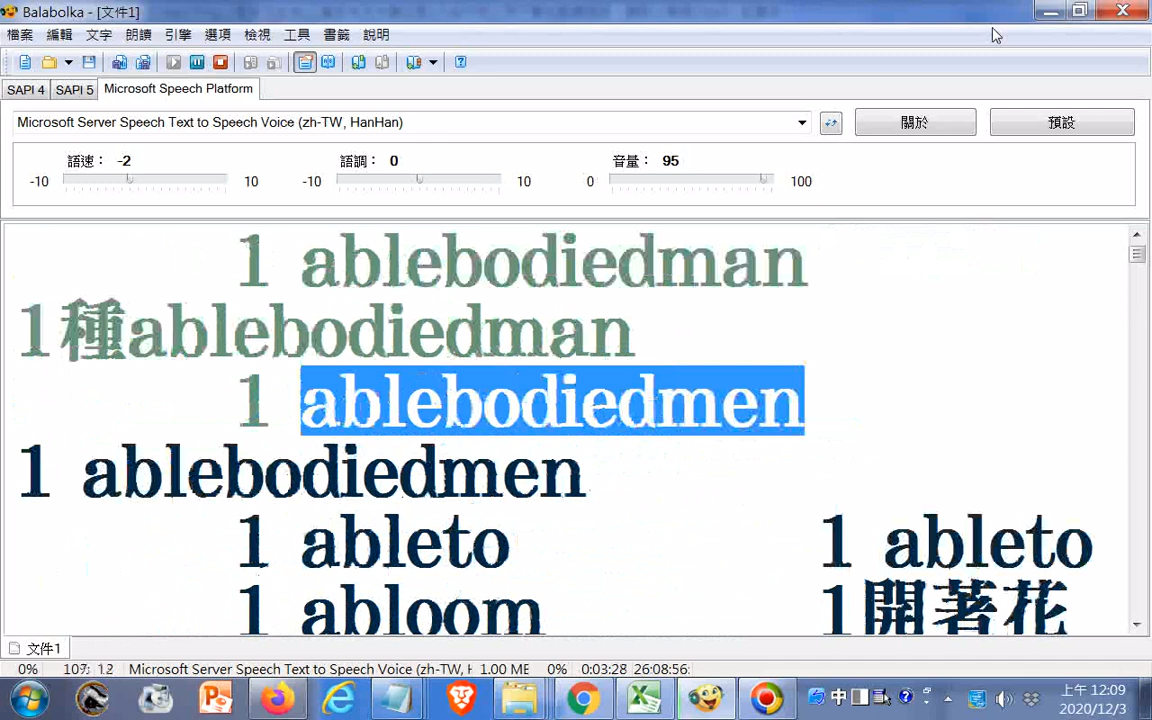 Balabolka - [文件1]
檔案 編輯 文字 朗讀 引擎 選項 檢視 工具 書籤 說明
SAPI 4 SAPI 5 Microsoft Speech Platform
Microsoft Server Speech Text to Speech Voice (zh-TW, HanHan) 關於 預設
語速： -2 語調： 0 音量： 95
-10 10 -10 10 0 100
1 ablebodiedman
1種ablebodiedman
1 ablebodiedmen
1 ablebodiedmen
1 ableto 1 ableto
1 abloom 1開著花
文件1
0% Microsoft Server Speech Text to Speech Voice (zh-TW, H 1.00 ME 0% 0:03:28 26:08:56
中 上午 12:09
2020/12/3